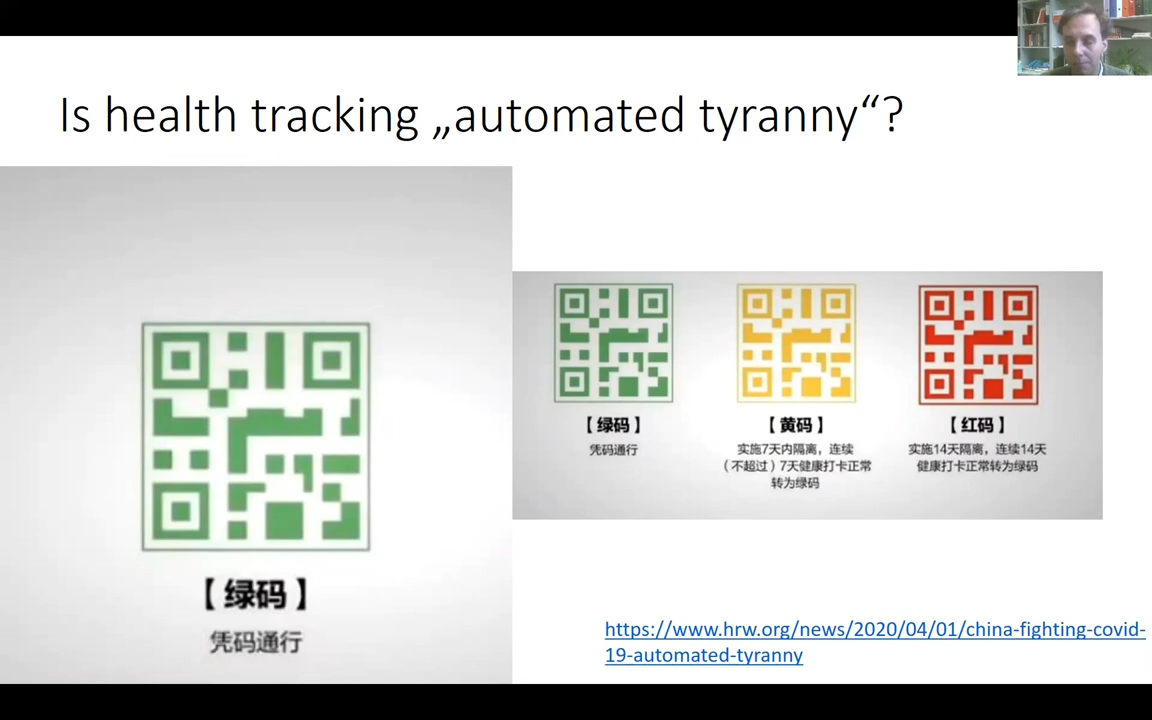 Is health tracking „automated tyranny“?
【绿码】
凭码通行
【绿码】
凭码通行
【黄码】
实施7天内隔离，连续
（不超过）7天健康打卡正常
转为绿码
【红码】
实施14天隔离，连续14天
健康打卡正常转为绿码
https://www.hrw.org/news/2020/04/01/china-fighting-covid-
19-automated-tyranny